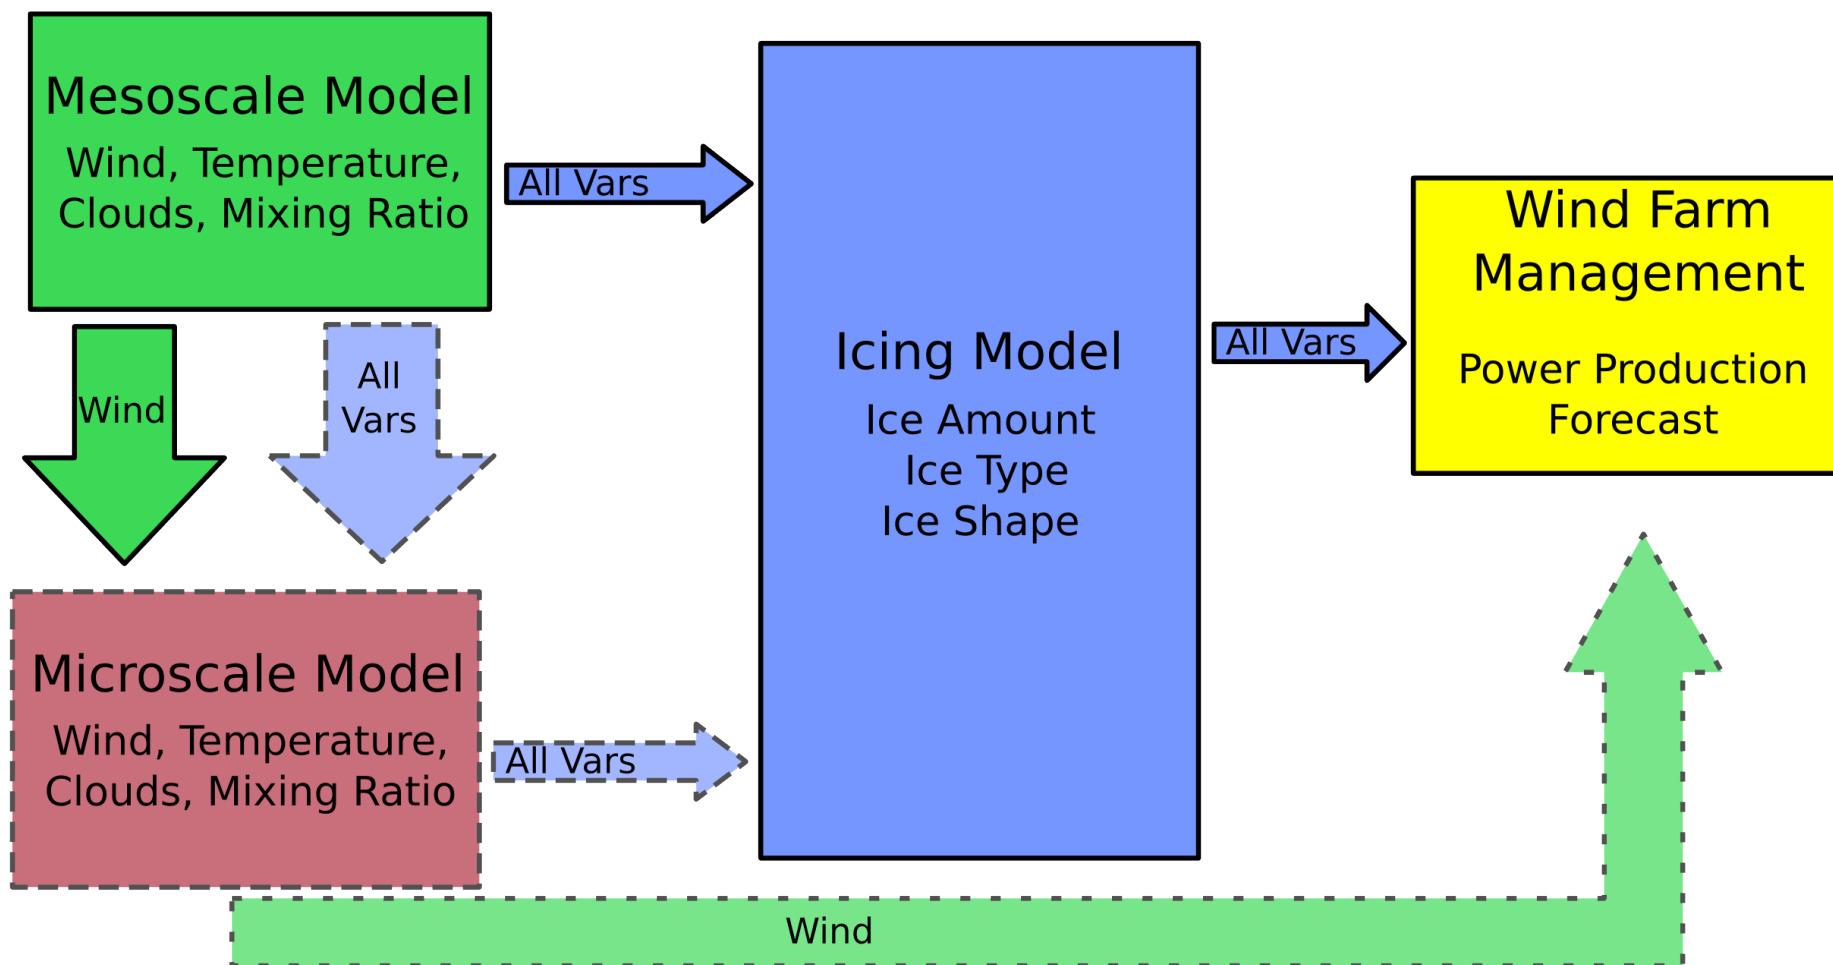 Mesoscale Model
Wind, Temperature,
Clouds, Mixing Ratio
All Vars
Wind
All
Vars
Microscale Model
Wind, Temperature,
Clouds, Mixing Ratio
All Vars
Icing Model
Ice Amount
Ice Type
Ice Shape
All Vars
Wind Farm
Management
Power Production
Forecast
Wind